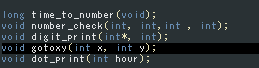 long time_to_number(void);
void number_check(int, int,int , int);
void digit_print(int*, int);
void gotoxy(int x, int y);
void dot_print(int hour);